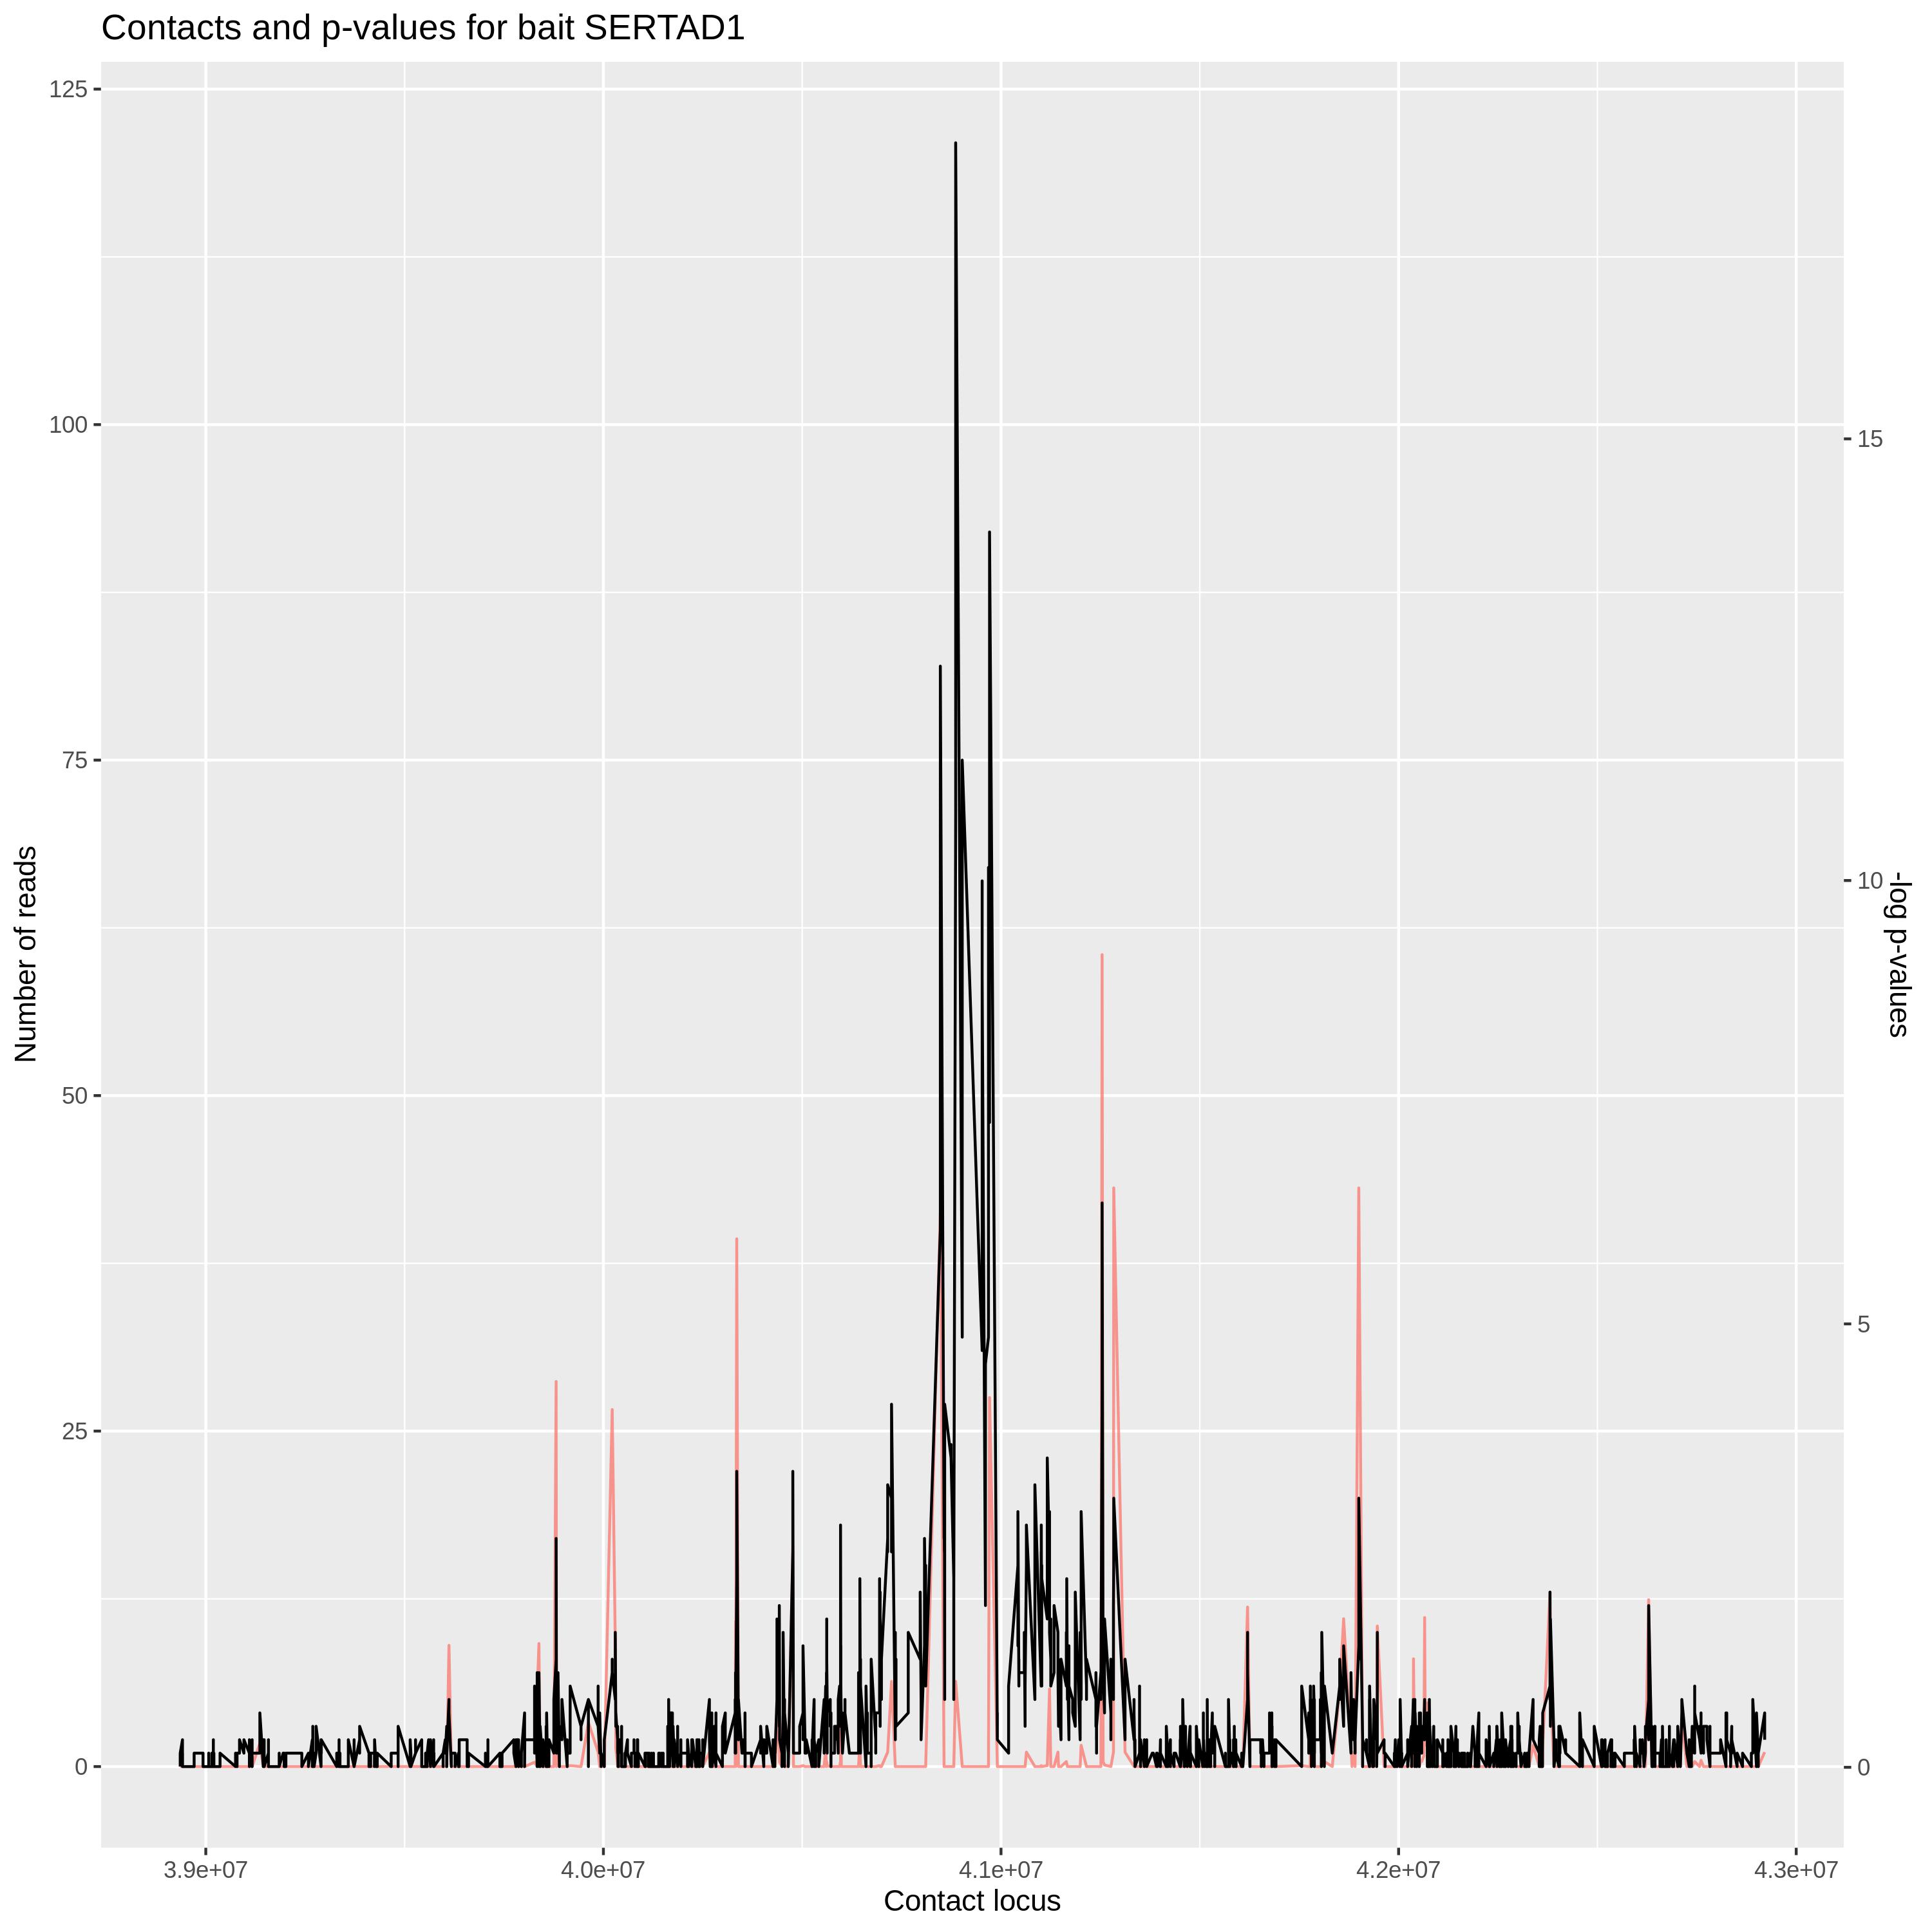 Contacts and p-values for bait SERTAD1
125
100
75
50
25
0
Number of reads
15
10
5
0
-log p-values
3.9e+07
4.0e+07
4.1e+07
4.2e+07
4.3e+07
Contact locus